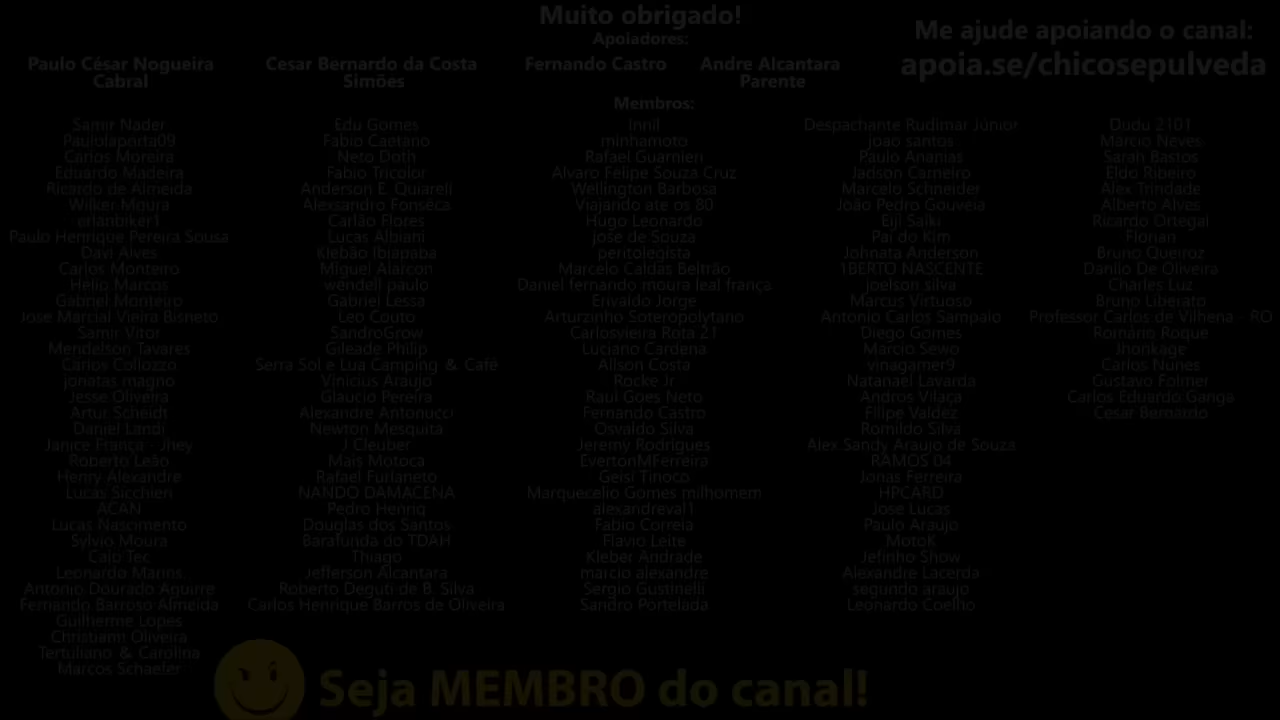 Muito obrigado!
Apoiadores:
Paulo César Nogueira
Cabral
Cesar Bernardo da Costa
Simões
Fernando Castro
Andre Alcantara
Parente
Me ajude apoiando o canal:
apoia.se/chicosepulveda
Membros:
Samir Nader
Paulolaporta09
Carlos Moreira
Eduardo Madeira
Ricardo de Almeida
Wilker Moura
erlanbiker1
Paulo Henrique Pereira Sousa
Davi Alves
Carlos Monteiro
Helio Marcos
Gabriel Monteiro
Jose Marcial Vieira Bisneto
Samir Vitor
Mendelson Tavares
Carlos Collozzo
jonatas magno
Jesse Oliveira
Artur Scheidt
Daniel Landi
Janice França - Jhey
Roberto Leão
Henry Alexandre
Lucas Sicchieri
ACAN
Lucas Nascimento
Sylvio Moura
Caio Tec
Leonardo Marins
Antonio Dourado Aguirre
Fernando Barroso Almeida
Guilherme Lopes
Christiami Oliveira
Tertuliano & Carolina
Marcos Schaefer
Edu Gomes
Fabio Caetano
Neto Doth
Fabio Tricolor
Anderson E. Quiareli
Alexsandro Fonsêca
Carlão Flores
Lucas Albiani
Klebão Ibiapaba
Miguel Alarcon
wendell paulo
Gabriel Lessa
Leo Couto
SandroGrow
Gileade Philip
Serra Sol e Lua Camping & Café
Vinicius Araujo
Glaucio Pereira
Alexandre Antonucci
Newton Mesquita
J Cleuber
Mais Motoca
Rafael Furlaneto
NANDO DAMACENA
Pedro Henriq
Douglas dos Santos
Barafunda do TDAH
Thiago
Jefferson Alcantara
Roberto Deguti de B. Silva
Carlos Henrique Barros de Oliveira
Innil
minhamoto
Rafael Guarnieri
Alvaro Felipe Souza Cruz
Wellington Barbosa
Viajando ate os 80
Hugo Leonardo
jose de Souza
peritolegista
Marcelo Caldas Beltrão
Daniel fernando moura leal frança
Erivaldo Jorge
Arturzinho Soteropolytano
Carlosvieira Rota 21
Luciano Cardena
Alison Costa
Rocke Jr
Raul Goes Neto
Fernando Castro
Osvaldo Silva
Jeremy Rodrigues
EvertonMFerreira
Geisi Tinoco
Marquecelio Gomes milhomem
alexandreval1
Fabio Correia
Flavio Leite
Kleber Andrade
marcio alexandre
Sergio Gustinelli
Sandro Portelada
Despachante Rudimar Júnior
joao santos
Paulo Ananias
Jadson Carneiro
Marcelo Schneider
João Pedro Gouveia
Eiji Saiki
Pai do Kim
Johnata Anderson
1BERTO NASCENTE
joelson silva
Marcus Virtuoso
Antonio Carlos Sampaio
Diego Gomes
Marcio Sewo
vinagamer9
Natanael Lavarda
Andros Vilaça
Filipe Valdez
Romildo Silva
Alex Sandy Araujo de Souza
RAMOS 04
Jonas Ferreira
HPCARD
Jose Lucas
Paulo Araujo
MotoK
Jefinho Show
Alexandre Lacerda
segundo araujo
Leonardo Coelho
Dudu 2101
Marcio Neves
Sarah Bastos
Eldo Ribeiro
Alex Trindade
Alberto Alves
Ricardo Ortegal
Florian
Bruno Queiroz
Danilo De Oliveira
Charles Luz
Bruno Liberato
Professor Carlos de Vilhena - RO
Romário Roque
Jhonkage
Carlos Nunes
Gustavo Folmer
Carlos Eduardo Ganga
Cesar Bernardo
Seja MEMBRO do canal!